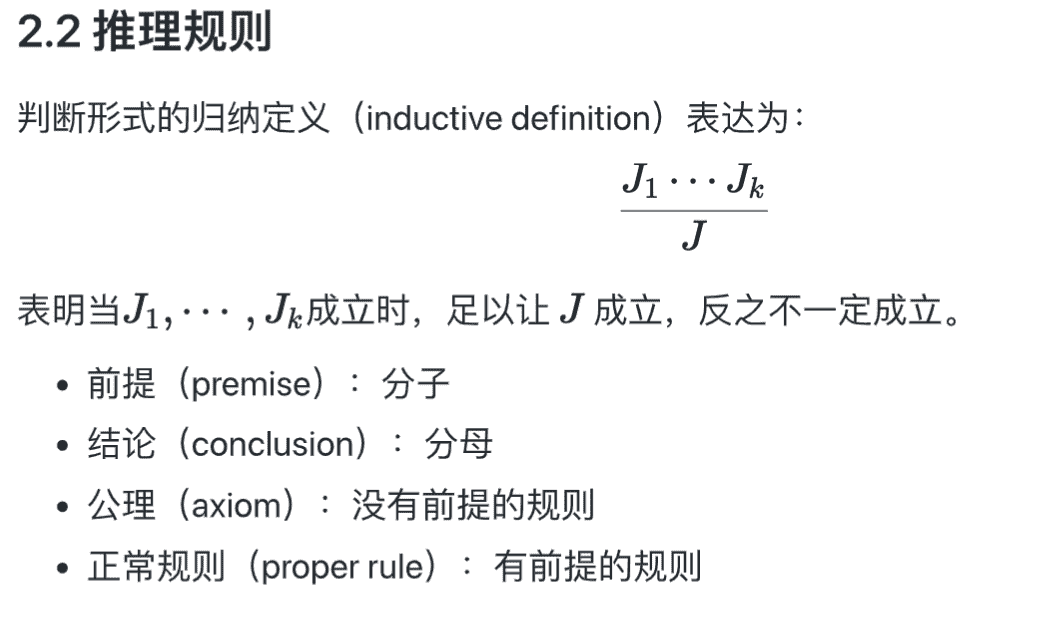 2.2 推理规则
判断形式的归纳定义（inductive definition）表达为：
J₁ ⋯ Jₖ
J
表明当J₁, ⋯ , Jₖ成立时，足以让 J 成立，反之不一定成立。
• 前提（premise）：分子
• 结论（conclusion）：分母
• 公理（axiom）：没有前提的规则
• 正常规则（proper rule）：有前提的规则